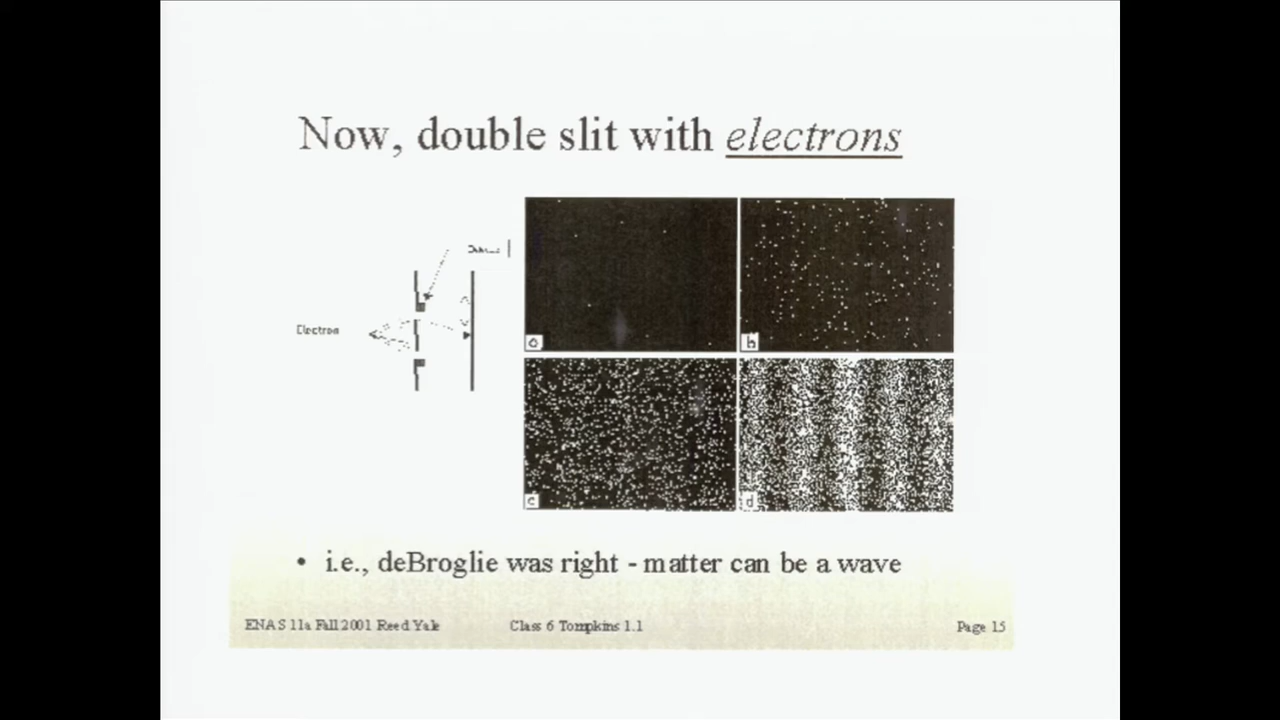 Now, double slit with electrons
Electron
a
b
c
d
• i.e., deBroglie was right - matter can be a wave
ENAS 11a Fall 2001 Reed Yale
Class 6 Tompkins 1.1
Page 15